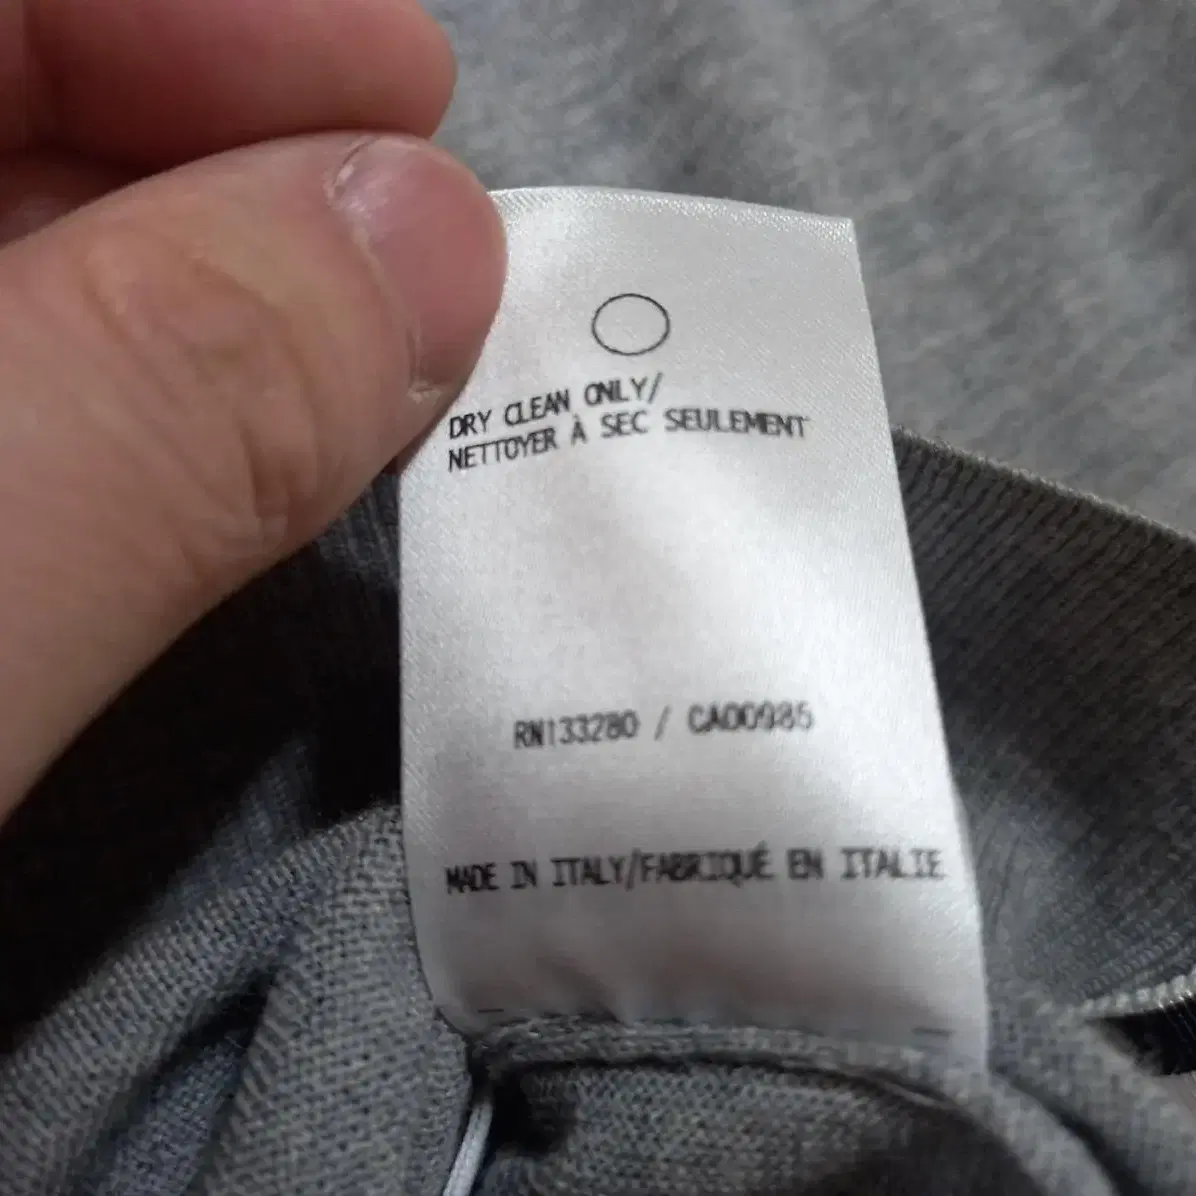 DRY CLEAN ONLY/
NETTOYER À SEC SEULEMENT
RN133280 / CA00985
MADE IN ITALY/FABRIQUÉ EN ITALIE